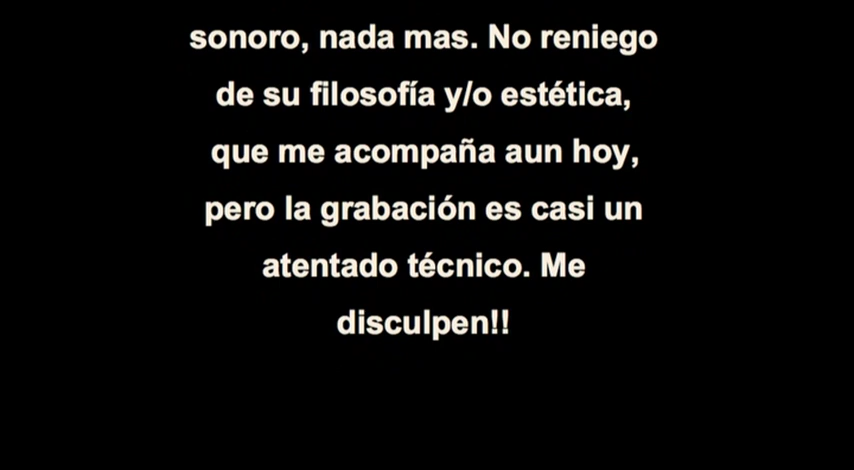 sonoro, nada mas. No reniego
de su filosofía y/o estética,
que me acompaña aun hoy,
pero la grabación es casi un
atentado técnico. Me
disculpen!!